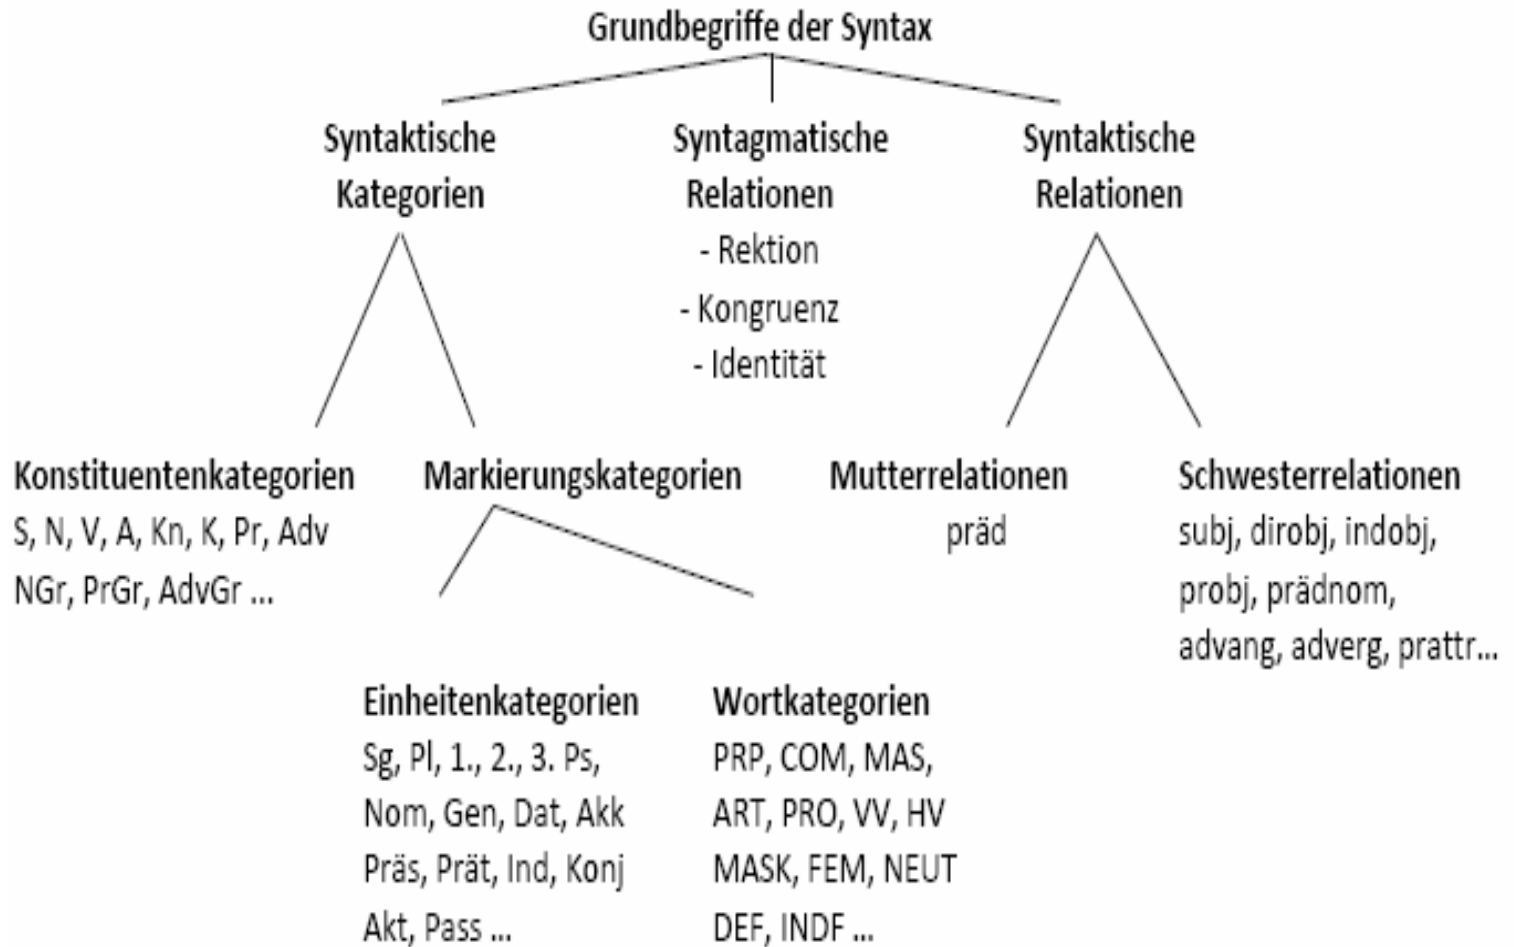 Grundbegriffe der Syntax
Syntaktische
Kategorien
Syntagmatische
Relationen
- Rektion
- Kongruenz
- Identität
Syntaktische
Relationen
Konstituentenkategorien
S, N, V, A, Kn, K, Pr, Adv
NGr, PrGr, AdvGr ...
Markierungskategorien
Mutterrelationen
präd
Schwesterrelationen
subj, dirobj, indobj,
probj, prädnom,
advang, adverg, prattr...
Einheitenkategorien
Sg, Pl, 1., 2., 3. Ps,
Nom, Gen, Dat, Akk
Präs, Prät, Ind, Konj
Akt, Pass ...
Wortkategorien
PRP, COM, MAS,
ART, PRO, VV, HV
MASK, FEM, NEUT
DEF, INDF ...